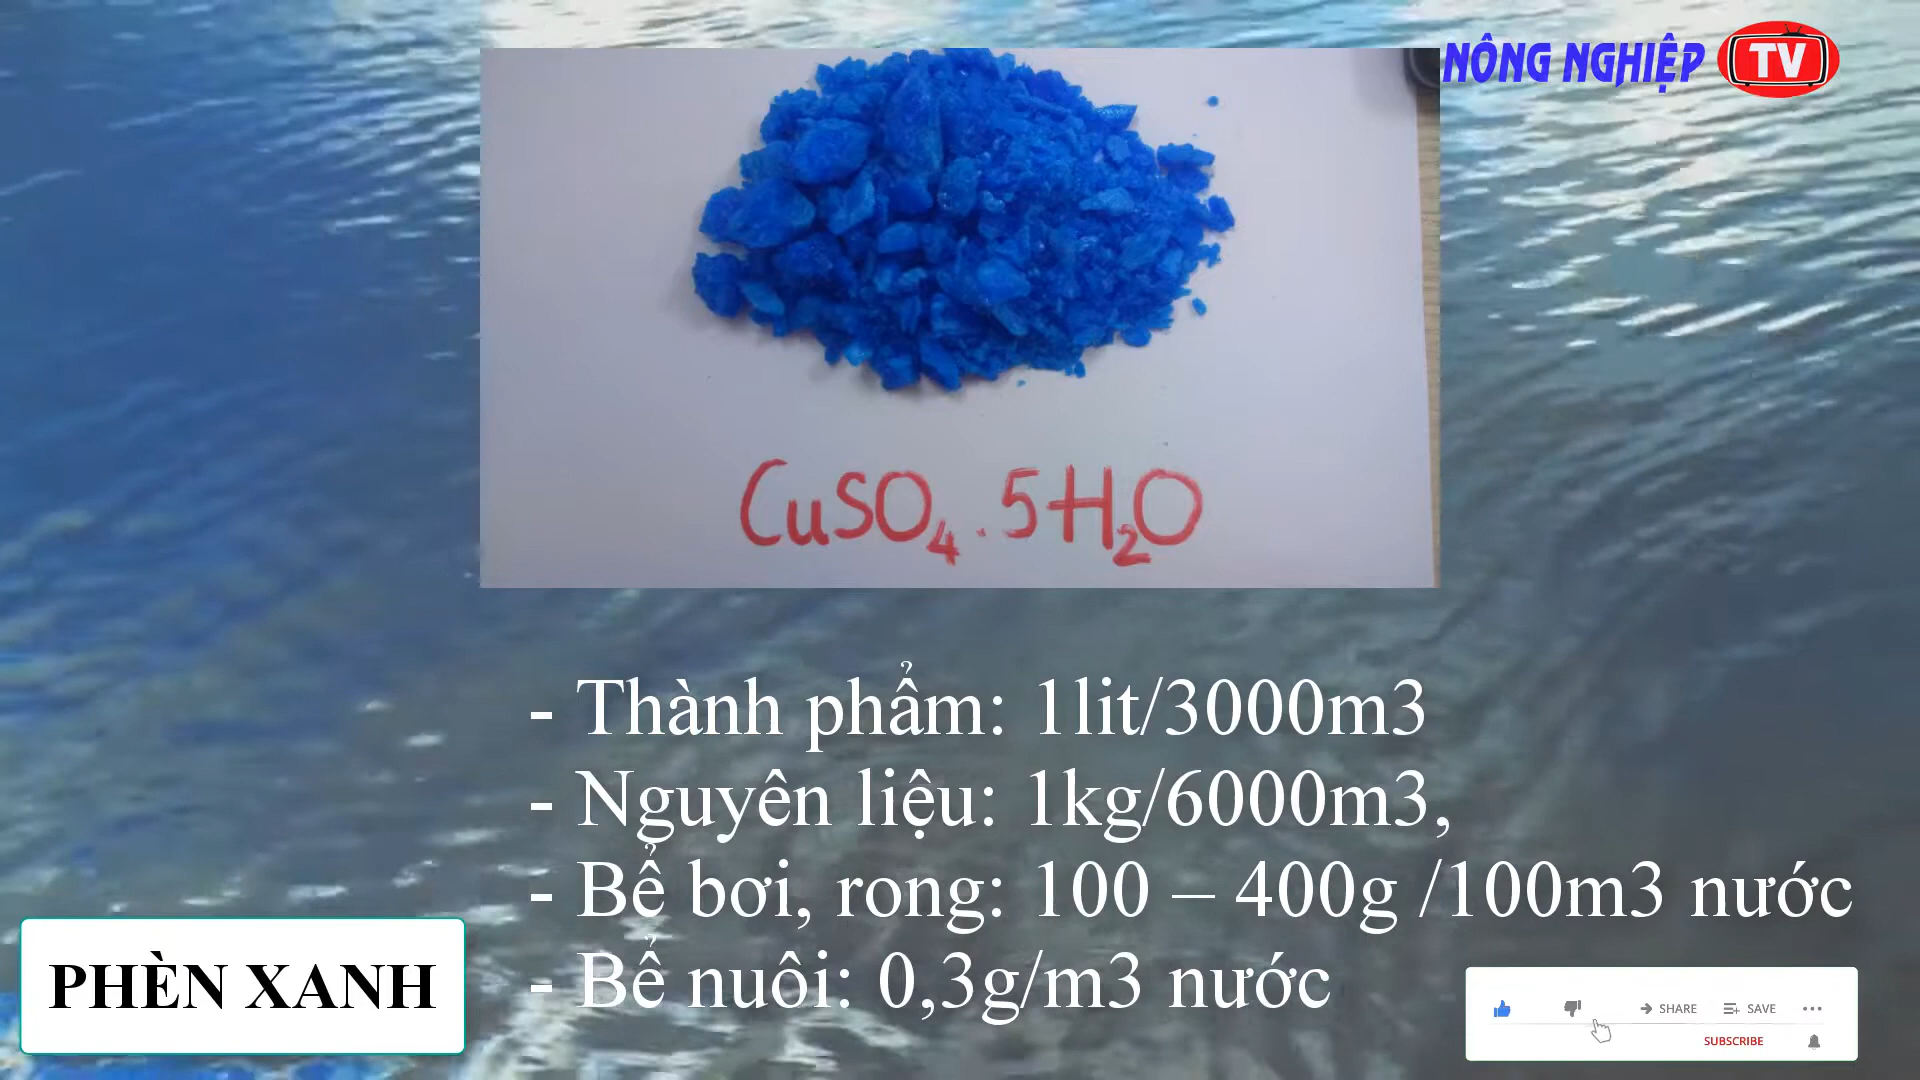 NÔNG NGHIỆP TV
CuSO₄.5H₂O
- Thành phẩm: 1lit/3000m3
- Nguyên liệu: 1kg/6000m3,
- Bể bơi, rong: 100 – 400g /100m3 nước
- Bể nuôi: 0,3g/m3 nước
PHÈN XANH
SHARE SAVE
SUBSCRIBE